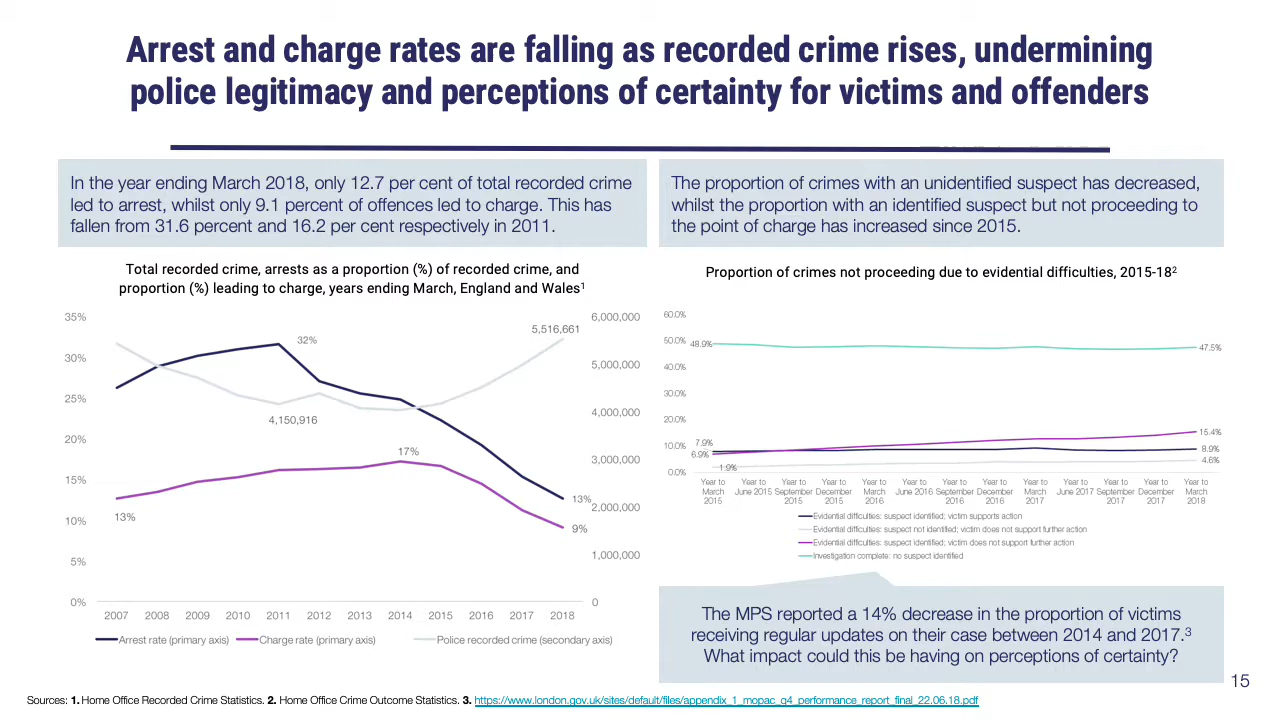 Arrest and charge rates are falling as recorded crime rises, undermining
police legitimacy and perceptions of certainty for victims and offenders
In the year ending March 2018, only 12.7 per cent of total recorded crime
led to arrest, whilst only 9.1 percent of offences led to charge. This has
fallen from 31.6 percent and 16.2 per cent respectively in 2011.
Total recorded crime, arrests as a proportion (%) of recorded crime, and
proportion (%) leading to charge, years ending March, England and Wales¹
35%
30%
25%
20%
15%
10%
5%
0%
6,000,000
5,000,000
4,000,000
3,000,000
2,000,000
1,000,000
0
32%
5,516,661
4,150,916
17%
13%
13%
9%
2007 2008 2009 2010 2011 2012 2013 2014 2015 2016 2017 2018
Arrest rate (primary axis) Charge rate (primary axis) Police recorded crime (secondary axis)
The proportion of crimes with an unidentified suspect has decreased,
whilst the proportion with an identified suspect but not proceeding to
the point of charge has increased since 2015.
Proportion of crimes not proceeding due to evidential difficulties, 2015-18²
60.0%
50.0%
40.0%
30.0%
20.0%
10.0%
0.0%
48.9%
47.5%
7.9%
6.9%
1.9%
15.4%
8.9%
4.6%
Year to March 2015
Year to June 2015
Year to September 2015
Year to December 2015
Year to March 2016
Year to June 2016
Year to September 2016
Year to December 2016
Year to March 2017
Year to June 2017
Year to September 2017
Year to December 2017
Year to March 2018
Evidential difficulties: suspect identified; victim supports action
Evidential difficulties: suspect not identified; victim does not support further action
Evidential difficulties: suspect identified; victim does not support further action
Investigation complete: no suspect identified
The MPS reported a 14% decrease in the proportion of victims
receiving regular updates on their case between 2014 and 2017.³
What impact could this be having on perceptions of certainty?
15
Sources: 1. Home Office Recorded Crime Statistics. 2. Home Office Crime Outcome Statistics. 3. https://www.london.gov.uk/sites/default/files/appendix_1_mopac_q4_performance_report_final_22.06.18.pdf